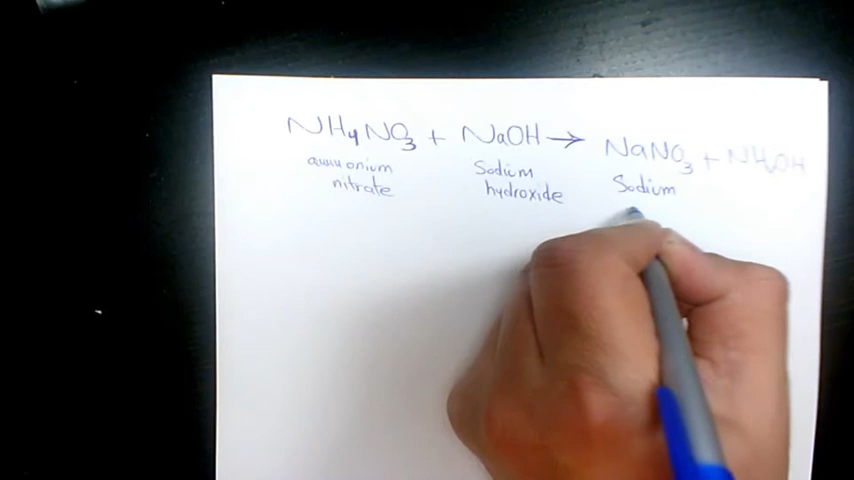 NH4NO3 + NaOH → NaNO3 + NH4OH
ammonium Sodium Sodium
nitrate hydroxide